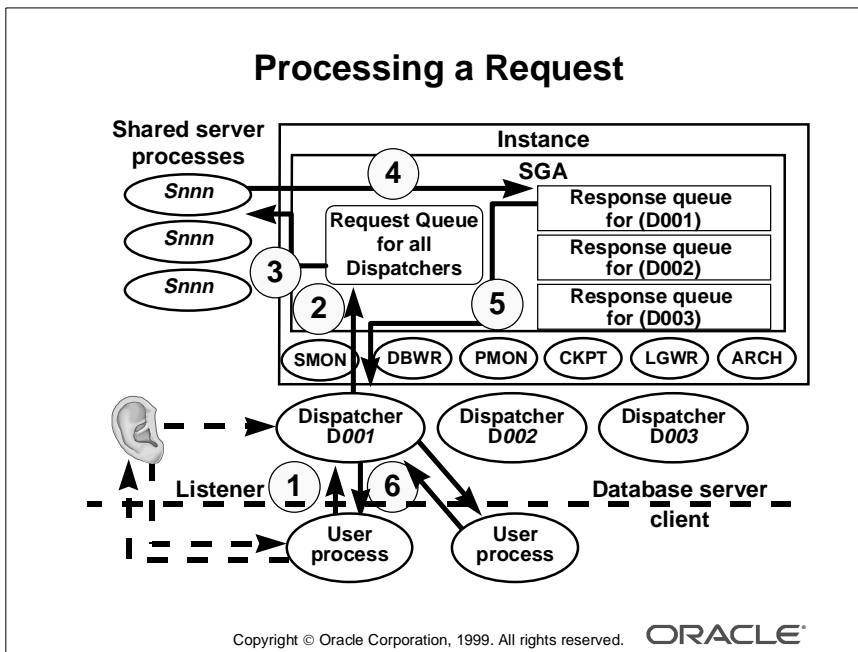 Processing a Request
Shared server
processes
Instance
SGA
4
Snnn
Snnn
Snnn
Request Queue
for all
Dispatchers
Response queue
for (D001)
Response queue
for (D002)
Response queue
for (D003)
3
2
5
SMON
DBWR
PMON
CKPT
LGWR
ARCH
Dispatcher
D001
Dispatcher
D002
Dispatcher
D003
Listener
1
6
Database server
client
User
process
User
process
Copyright © Oracle Corporation, 1999. All rights reserved.
ORACLE®